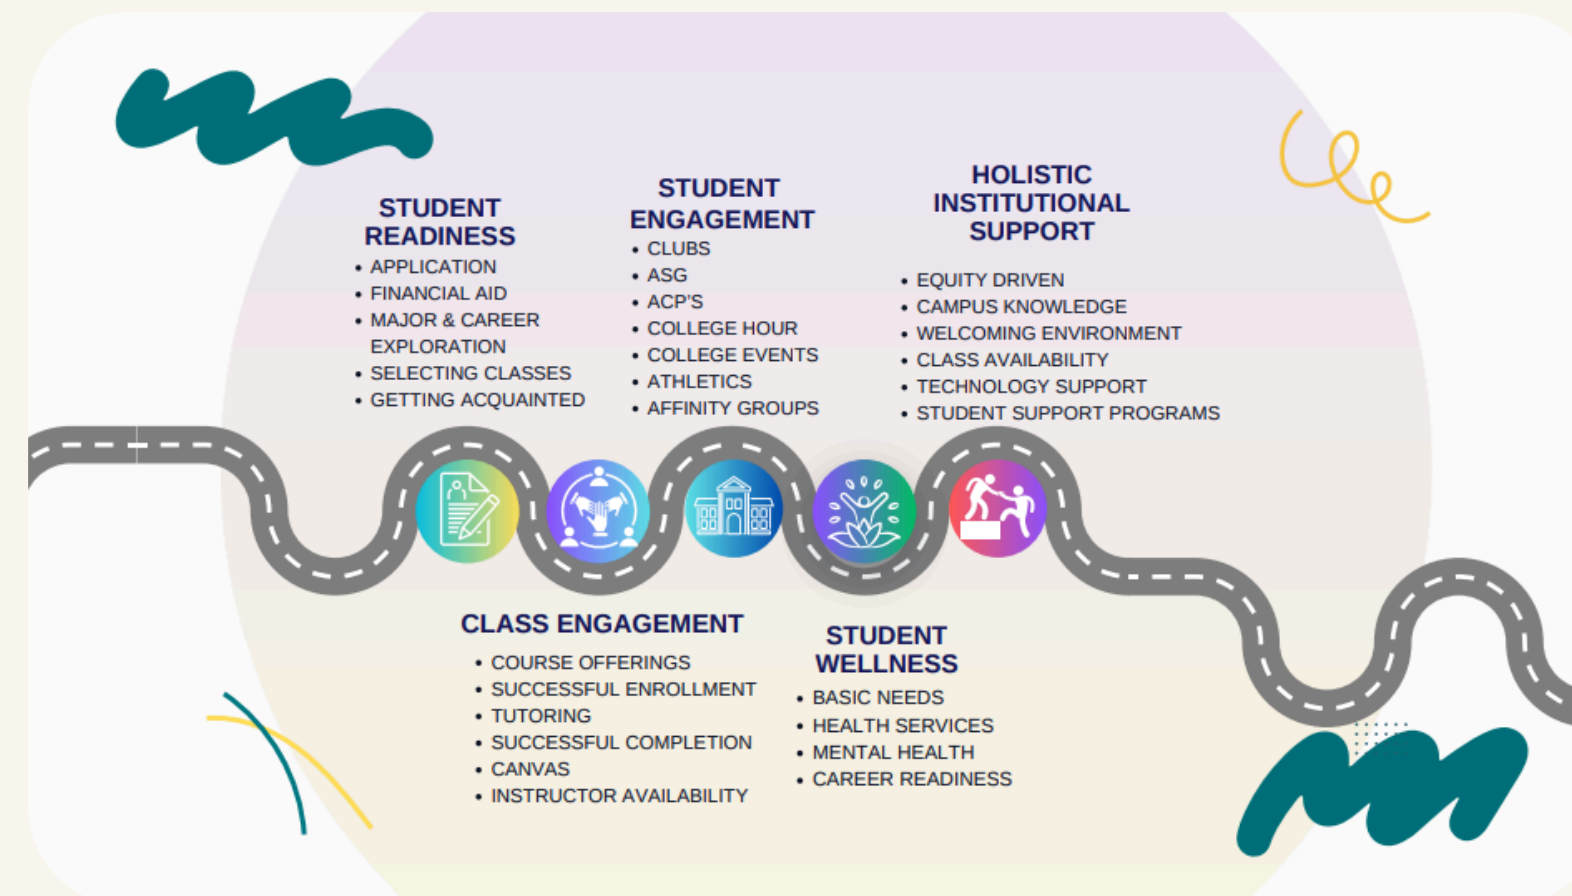 STUDENT
READINESS
• APPLICATION
• FINANCIAL AID
• MAJOR & CAREER
EXPLORATION
• SELECTING CLASSES
• GETTING ACQUAINTED
STUDENT
ENGAGEMENT
• CLUBS
• ASG
• ACP'S
• COLLEGE HOUR
• COLLEGE EVENTS
• ATHLETICS
• AFFINITY GROUPS
HOLISTIC
INSTITUTIONAL
SUPPORT
• EQUITY DRIVEN
• CAMPUS KNOWLEDGE
• WELCOMING ENVIRONMENT
• CLASS AVAILABILITY
• TECHNOLOGY SUPPORT
• STUDENT SUPPORT PROGRAMS
CLASS ENGAGEMENT
• COURSE OFFERINGS
• SUCCESSFUL ENROLLMENT
• TUTORING
• SUCCESSFUL COMPLETION
• CANVAS
• INSTRUCTOR AVAILABILITY
STUDENT
WELLNESS
• BASIC NEEDS
• HEALTH SERVICES
• MENTAL HEALTH
• CAREER READINESS